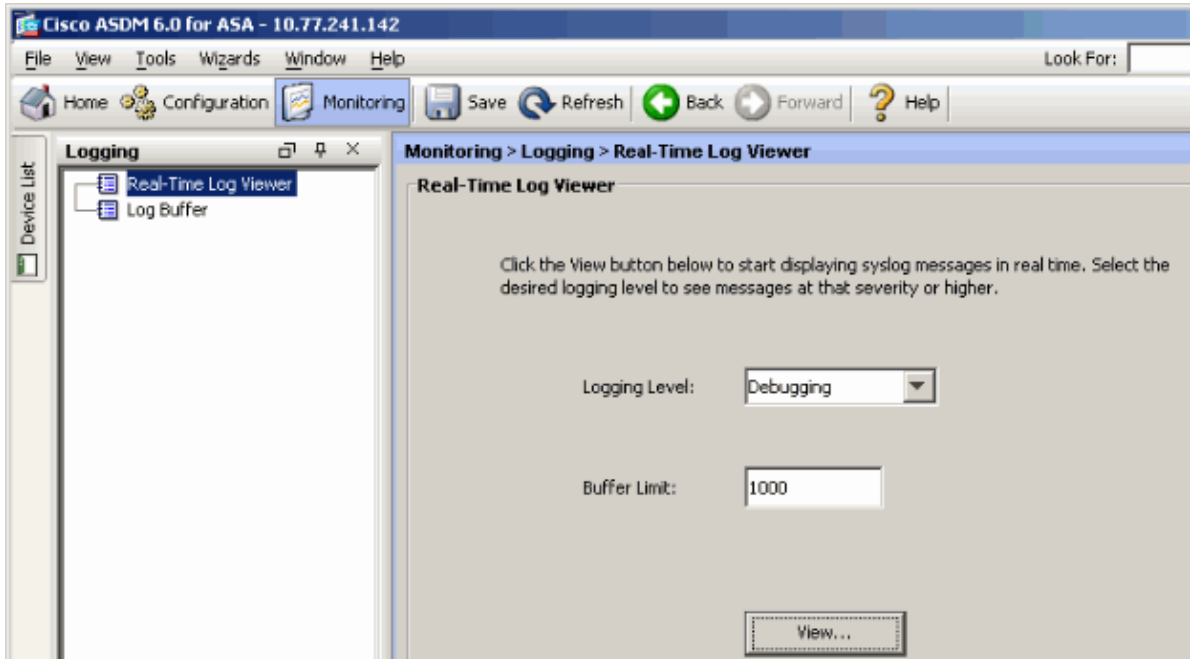 Cisco ASDM 6.0 for ASA - 10.77.241.142
File View Tools Wizards Window Help Look For:
Home Configuration Monitoring Save Refresh Back Forward Help
Device List
Logging
Real-Time Log Viewer
Log Buffer
Monitoring > Logging > Real-Time Log Viewer
Real-Time Log Viewer
Click the View button below to start displaying syslog messages in real time. Select the
desired logging level to see messages at that severity or higher.
Logging Level: Debugging
Buffer Limit: 1000
View...